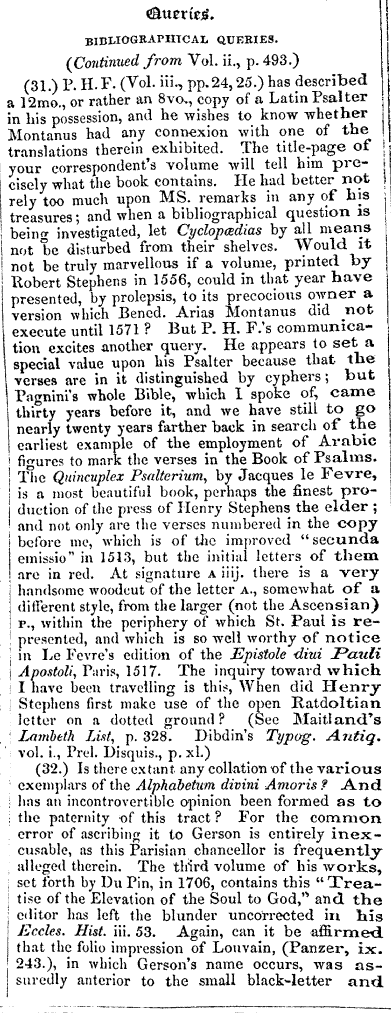 Queries.
BIBLIOGRAPHICAL QUERIES.
(Continued from Vol. ii., p. 493.)
(31.) P. H. F. (Vol. iii., pp. 24, 25.) has described
a 12mo., or rather an 8vo., copy of a Latin Psalter
in his possession, and he wishes to know whether
Montanus had any connexion with one of the
translations therein exhibited. The title-page of
your correspondent's volume will tell him pre-
cisely what the book contains. He had better not
rely too much upon MS. remarks in any of his
treasures; and when a bibliographical question is
being investigated, let Cyclopædias by all means
not be disturbed from their shelves. Would it
not be truly marvellous if a volume, printed by
Robert Stephens in 1556, could in that year have
presented, by prolepsis, to its precocious owner a
version which Bened. Arias Montanus did not
execute until 1571? But P. H. F.'s communica-
tion excites another query. He appears to set a
special value upon his Psalter because that the
verses are in it distinguished by cyphers; but
Pagnini's whole Bible, which I spoke of, came
thirty years before it, and we have still to go
nearly twenty years farther back in search of the
earliest example of the employment of Arabic
figures to mark the verses in the Book of Psalms.
The Quincuplex Psalterium, by Jacques le Fevre,
is a most beautiful book, perhaps the finest pro-
duction of the press of Henry Stephens the elder;
and not only are the verses numbered in the copy
before me, which is of the improved "secunda
emissio" in 1513, but the initial letters of them
are in red. At signature A iiij. there is a very
handsome woodcut of the letter A., somewhat of a
different style, from the larger (not the Ascensian)
P., within the periphery of which St. Paul is re-
presented, and which is so well worthy of notice
in Le Fevre's edition of the Epistole diui Pauli
Apostoli, Paris, 1517. The inquiry toward which
I have been travelling is this, When did Henry
Stephens first make use of the open Ratdoltian
letter on a dotted ground? (See Maitland's
Lambeth List, p. 328. Dibdin's Typog. Antiq.
vol. i., Prel. Disquis., p. xl.)
(32.) Is there extant any collation of the various
exemplars of the Alphabetum divini Amoris? And
has an incontrovertible opinion been formed as to
the paternity of this tract? For the common
error of ascribing it to Gerson is entirely inex-
cusable, as this Parisian chancellor is frequently
alleged therein. The third volume of his works,
set forth by Du Pin, in 1706, contains this "Trea-
tise of the Elevation of the Soul to God," and the
editor has left the blunder uncorrected in his
Eccles. Hist. iii. 53. Again, can it be affirmed
that the folio impression of Louvain, (Panzer, ix.
243.), in which Gerson's name occurs, was as-
suredly anterior to the small black-letter and